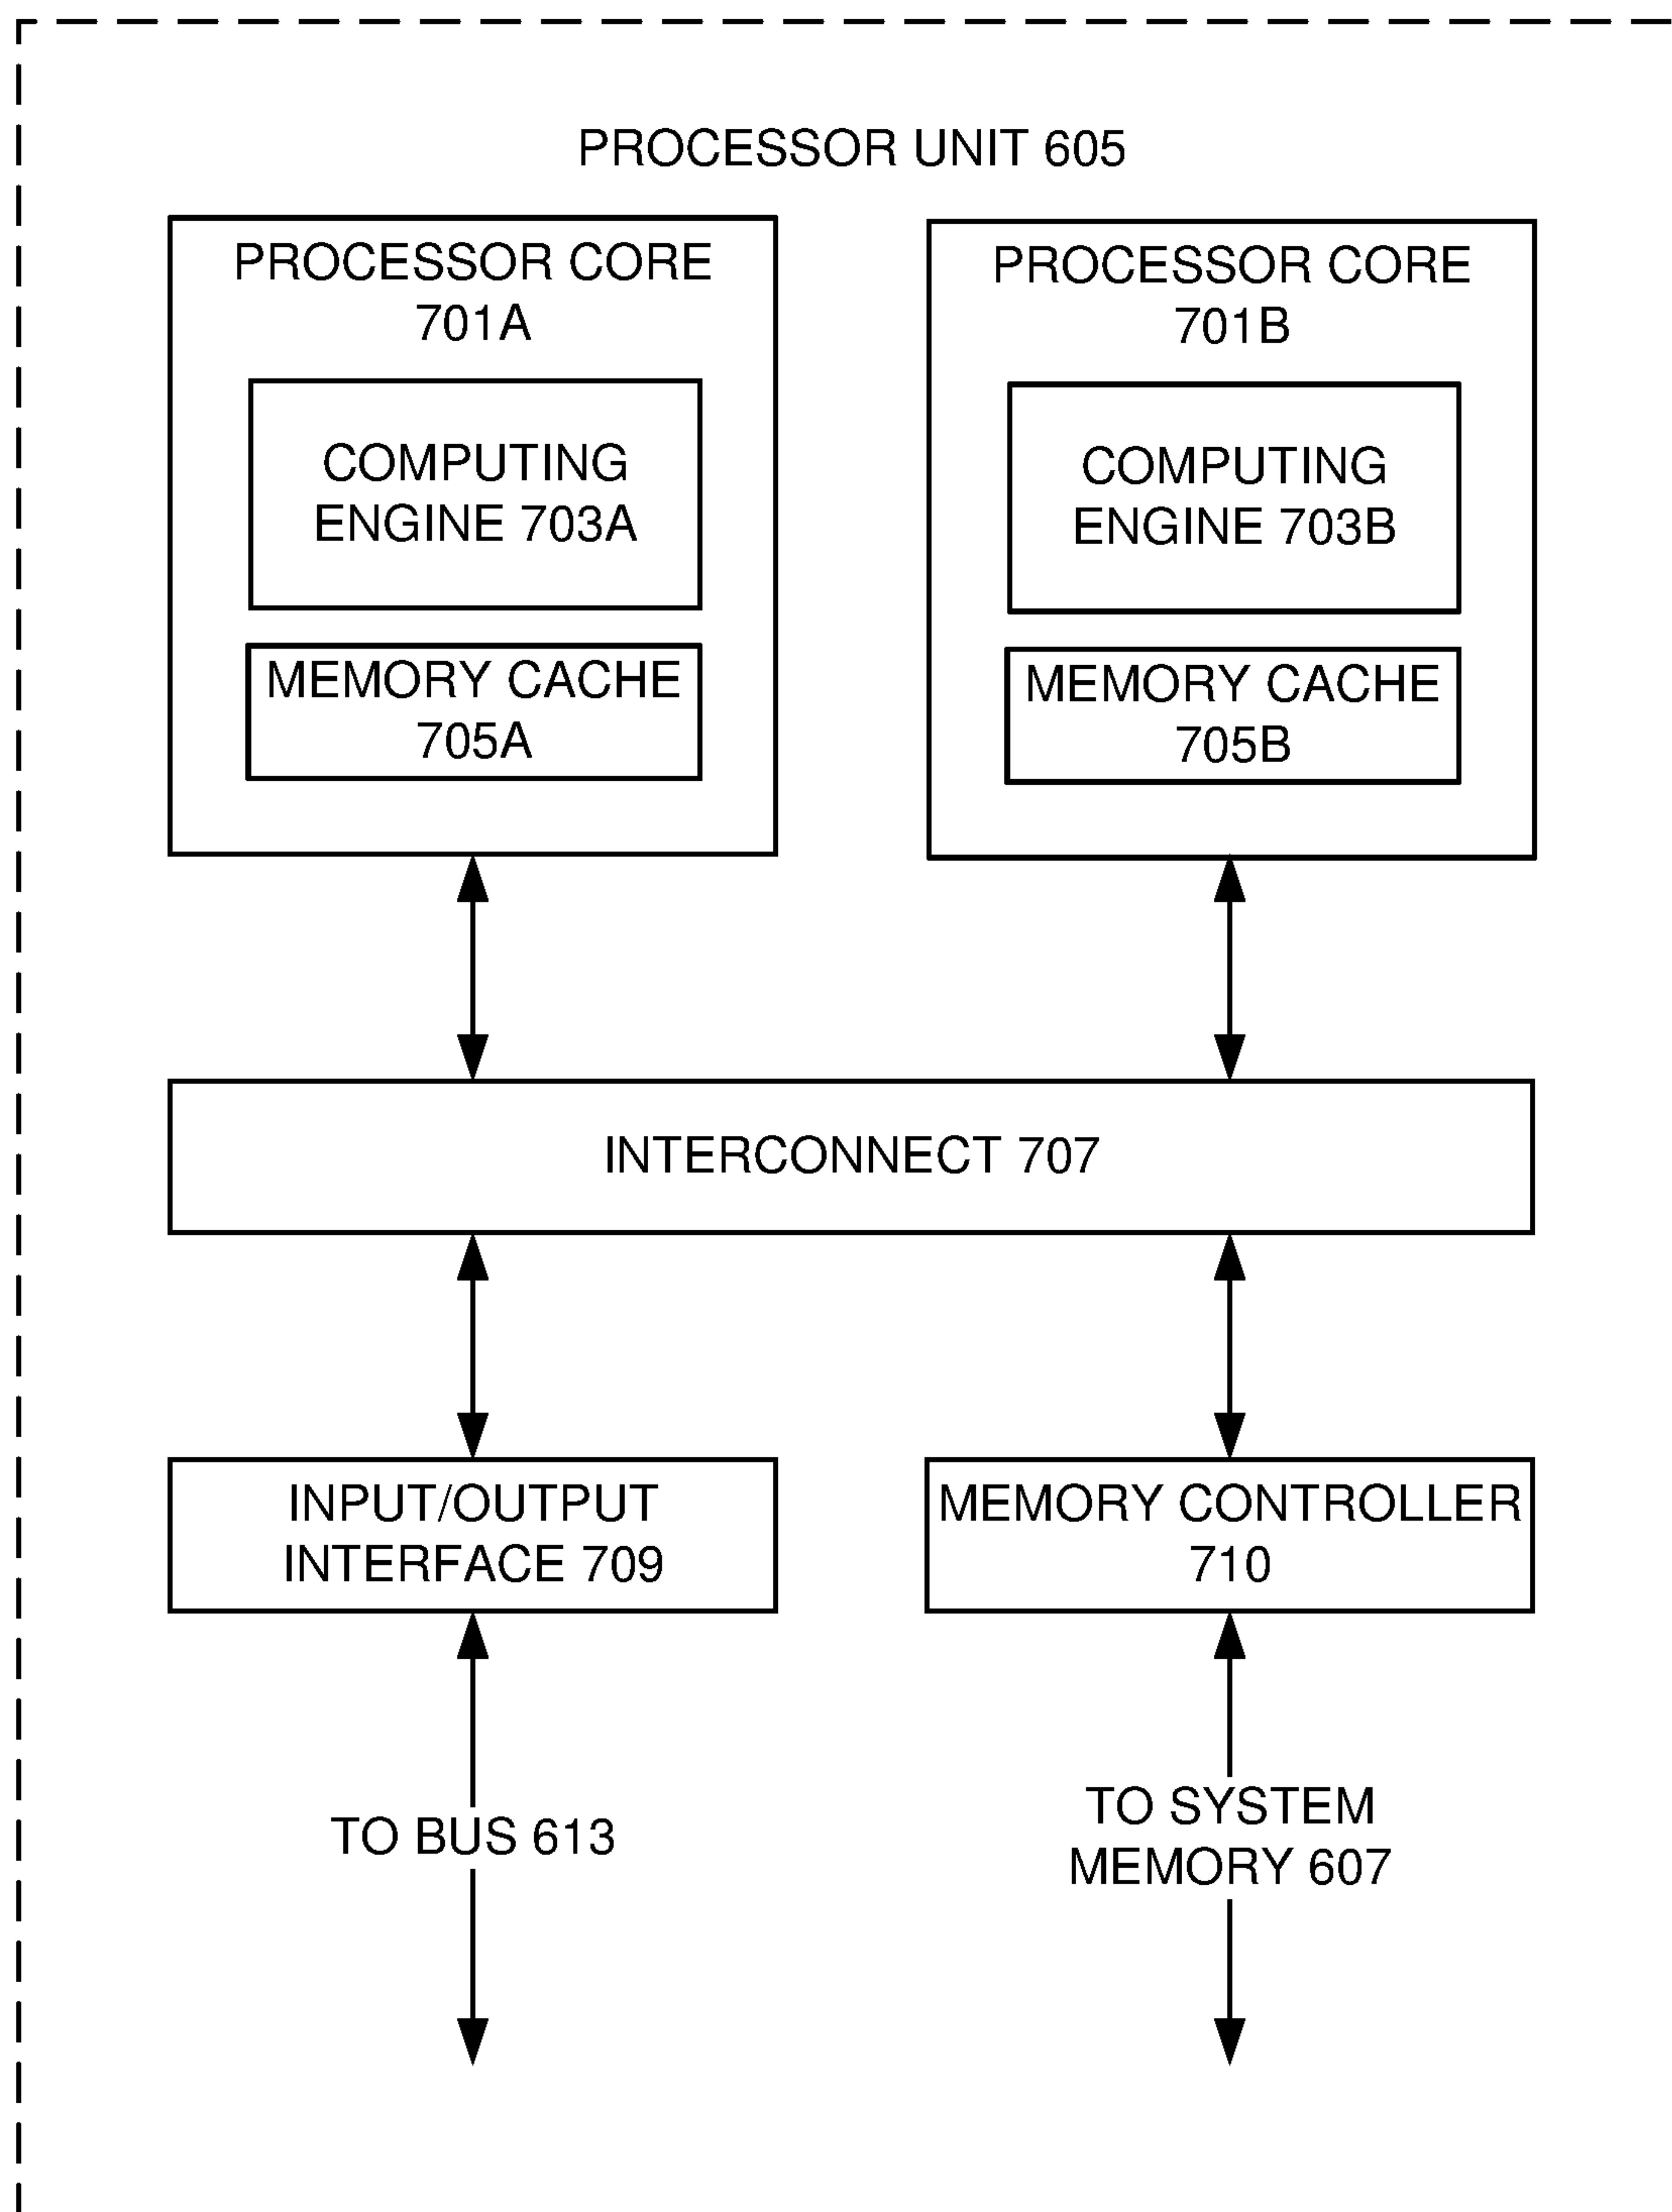 PROCESSOR UNIT 605
PROCESSOR CORE
701A
COMPUTING
ENGINE 703A
MEMORY CACHE
705A
PROCESSOR CORE
701B
COMPUTING
ENGINE 703B
MEMORY CACHE
705B
INTERCONNECT 707
INPUT/OUTPUT
INTERFACE 709
MEMORY CONTROLLER
710
TO BUS 613
TO SYSTEM
MEMORY 607